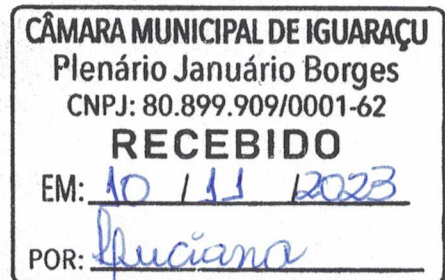 CÂMARA MUNICIPAL DE IGUARAÇU
Plenário Januário Borges
CNPJ: 80.899.909/0001-62
RECEBIDO
EM: 10 / 11 / 2023
POR: Luciana